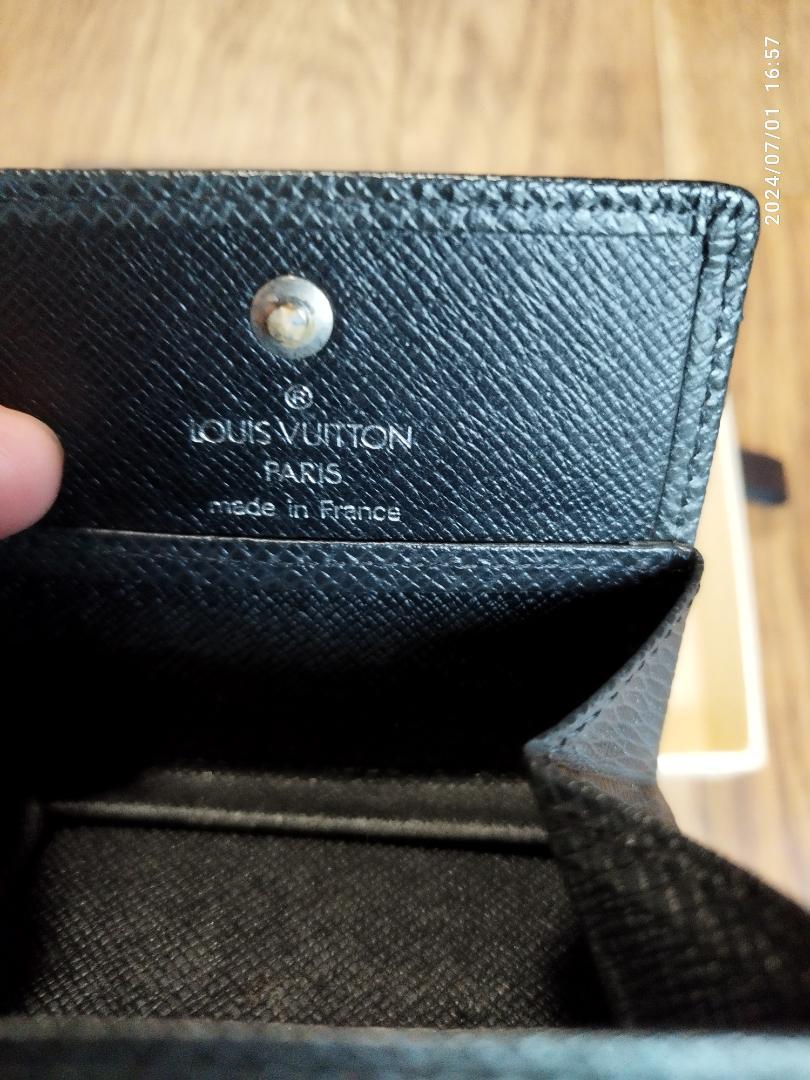 2024/07/01 16:57
®
LOUIS VUITTON
PARIS
made in France